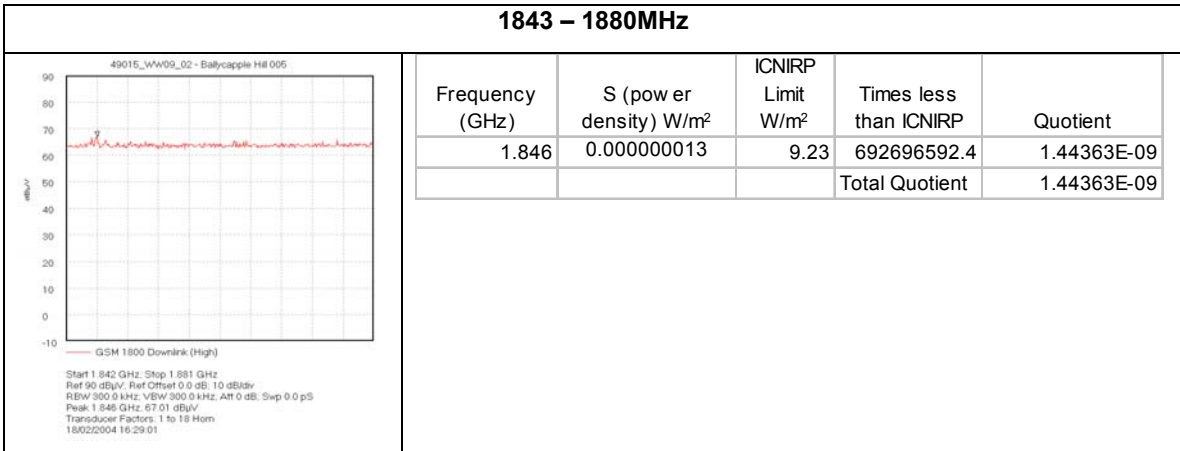 1843 – 1880MHz
49015_WW09_02 - Ballycapple Hill 005
90
80
70
60
50
40
30
20
10
0
-10
dBµV
GSM 1800 Downlink (High)
Start 1.842 GHz; Stop 1.881 GHz
Ref 90 dBµV; Ref Offset 0.0 dB; 10 dB/div
RBW 300.0 kHz; VBW 300.0 kHz; Att 0 dB; Swp 0.0 pS
Peak 1.846 GHz, 67.01 dBµV
Transducer Factors: 1 to 18 Horn
18/02/2004 16:29:01
Frequency (GHz) S (pow er density) W/m² ICNIRP Limit W/m² Times less than ICNIRP Quotient
1.846 0.000000013 9.23 692696592.4 1.44363E-09
Total Quotient 1.44363E-09